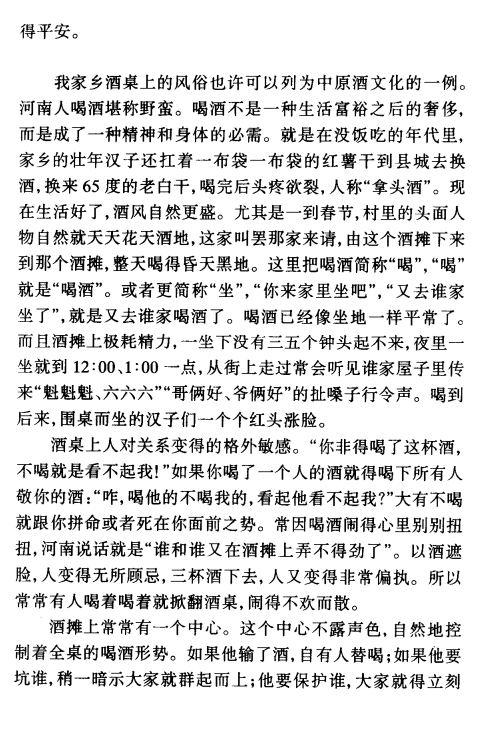 得平安。
我家乡酒桌上的风俗也许可以列为中原酒文化的一例。
河南人喝酒堪称野蛮。喝酒不是一种生活富裕之后的奢侈,
而是成了一种精神和身体的必需。就是在没饭吃的年代里,
家乡的壮年汉子还扛着一布袋一布袋的红薯干到县城去换
酒,换来 65 度的老白干,喝完后头疼欲裂,人称“拿头酒”。现
在生活好了,酒风自然更盛。尤其是一到春节,村里的头面人
物自然就天天花天酒地,这家叫罢那家来请,由这个酒摊下来
到那个酒摊,整天喝得昏天黑地。这里把喝酒简称“喝”,“喝”
就是“喝酒”。或者更简称“坐”,“你来家里坐吧”,“又去谁家
坐了”,就是又去谁家喝酒了。喝酒已经像坐地一样平常了。
而且酒摊上极耗精力,一坐下没有三五个钟头起不来,夜里一
坐就到 12:00、1:00 一点,从街上走过常会听见谁家屋子里传
来“魁魁魁、六六六”“哥俩好、爷俩好”的扯嗓子行令声。喝到
后来,围桌而坐的汉子们一个个红头涨脸。
酒桌上人对关系变得的格外敏感。“你非得喝了这杯酒,
不喝就是看不起我!”如果你喝了一个人的酒就得喝下所有人
敬你的酒:“咋,喝他的不喝我的,看起他看不起我?”大有不喝
就跟你拼命或者死在你面前之势。常因喝酒闹得心里别别扭
扭,河南说话就是“谁和谁又在酒摊上弄不得劲了”。以酒遮
脸,人变得无所顾忌,三杯酒下去,人又变得非常偏执。所以
常常有人喝着喝着就掀翻酒桌,闹得不欢而散。
酒摊上常常有一个中心。这个中心不露声色,自然地控
制着全桌的喝酒形势。如果他输了酒,自有人替喝;如果他要
坑谁,稍一暗示大家就群起而上;他要保护谁,大家就得立刻